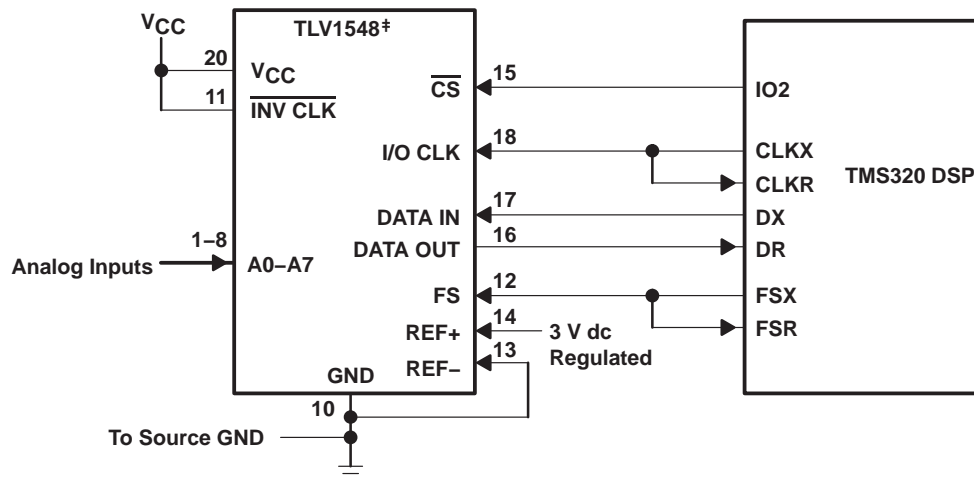 VCC
TLV1548‡
20
VCC
11
INV CLK
CS
15
IO2
I/O CLK
18
CLKX
CLKR
TMS320 DSP
DATA IN
17
DX
DATA OUT
16
DR
1–8
Analog Inputs
A0–A7
FS
12
FSX
FSR
REF+
14
3 V dc
Regulated
REF–
13
GND
10
To Source GND